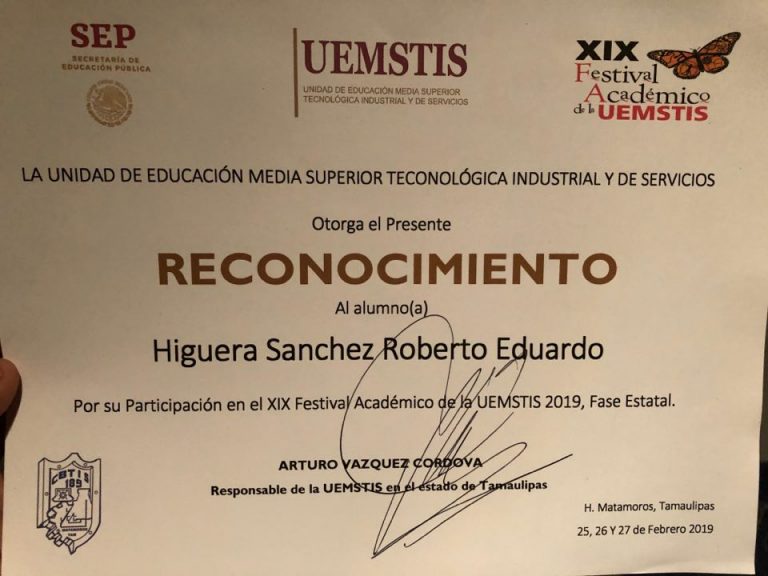 SEP
SECRETARÍA DE
EDUCACIÓN PÚBLICA
UEMSTIS
UNIDAD DE EDUCACIÓN MEDIA SUPERIOR
TECNOLÓGICA INDUSTRIAL Y DE SERVICIOS
XIX
Festival
Académico
de la UEMSTIS
LA UNIDAD DE EDUCACIÓN MEDIA SUPERIOR TECONOLÓGICA INDUSTRIAL Y DE SERVICIOS
Otorga el Presente
RECONOCIMIENTO
Al alumno(a)
Higuera Sanchez Roberto Eduardo
Por su Participación en el XIX Festival Académico de la UEMSTIS 2019, Fase Estatal.
ARTURO VAZQUEZ CORDOVA
Responsable de la UEMSTIS en el estado de Tamaulipas
CBTIS
189
MATAMOROS
TAM
H. Matamoros, Tamaulipas
25, 26 Y 27 de Febrero 2019